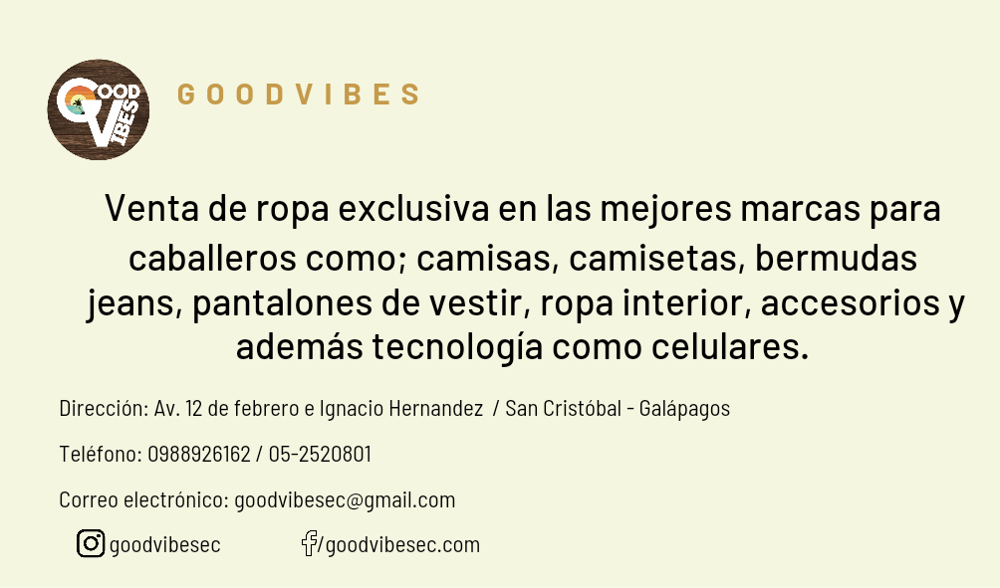 GOOD
VIBES
GOODVIBES
Venta de ropa exclusiva en las mejores marcas para
caballeros como; camisas, camisetas, bermudas
jeans, pantalones de vestir, ropa interior, accesorios y
además tecnología como celulares.
Dirección: Av. 12 de febrero e Ignacio Hernandez / San Cristóbal - Galápagos
Teléfono: 0988926162 / 05-2520801
Correo electrónico: goodvibesec@gmail.com
goodvibesec f/goodvibesec.com